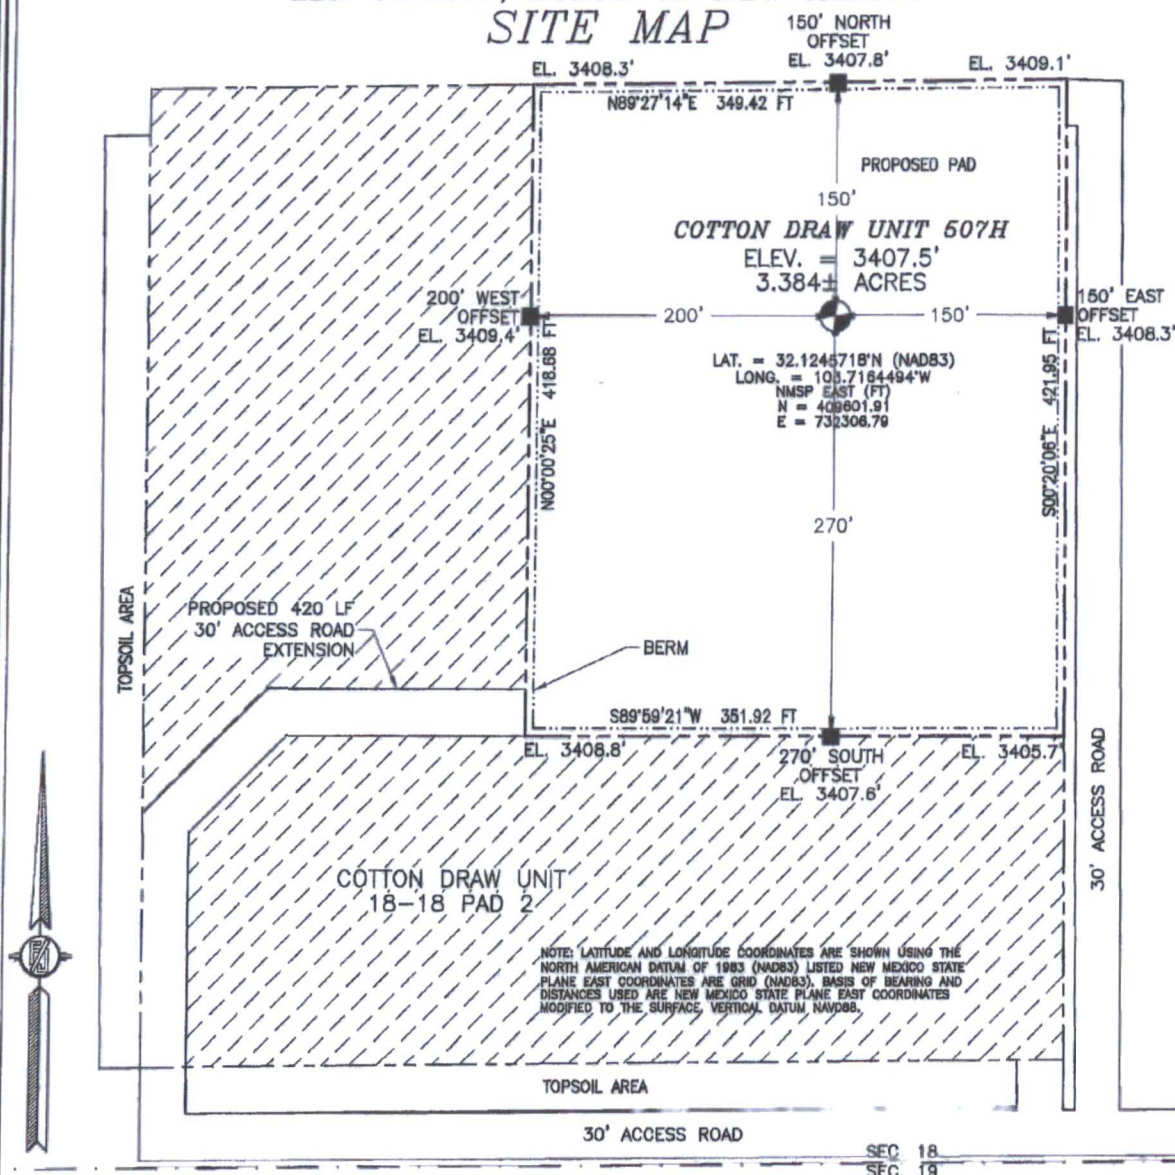 SITE MAP
150' NORTH
OFFSET
EL. 3407.8'
EL. 3408.3'
EL. 3409.1'
N89°27'14"E 349.42 FT
PROPOSED PAD
150'
COTTON DRAW UNIT 507H
ELEV. = 3407.5'
3.384± ACRES
200' WEST
OFFSET
EL. 3409.4'
200'
150'
150' EAST
OFFSET
EL. 3408.3'
LAT. = 32.1245718°N (NAD83)
LONG. = 103.7164494°W
NMSP EAST (FT)
N = 409601.91
E = 732306.79
N00°00'25"E 418.68 FT
S00°20'06"E 421.95 FT
270'
TOPSOIL AREA
PROPOSED 420 LF
30' ACCESS ROAD
EXTENSION
BERM
S89°59'21"W 351.92 FT
EL. 3408.8'
270' SOUTH
OFFSET
EL. 3407.6'
EL. 3405.7'
30' ACCESS ROAD
COTTON DRAW UNIT
18-18 PAD 2
NOTE: LATITUDE AND LONGITUDE COORDINATES ARE SHOWN USING THE
NORTH AMERICAN DATUM OF 1983 (NAD83) LISTED NEW MEXICO STATE
PLANE EAST COORDINATES ARE GRID (NAD83). BASIS OF BEARING AND
DISTANCES USED ARE NEW MEXICO STATE PLANE EAST COORDINATES
MODIFIED TO THE SURFACE. VERTICAL DATUM NAVD88.
TOPSOIL AREA
30' ACCESS ROAD
SEC 18
SEC 19